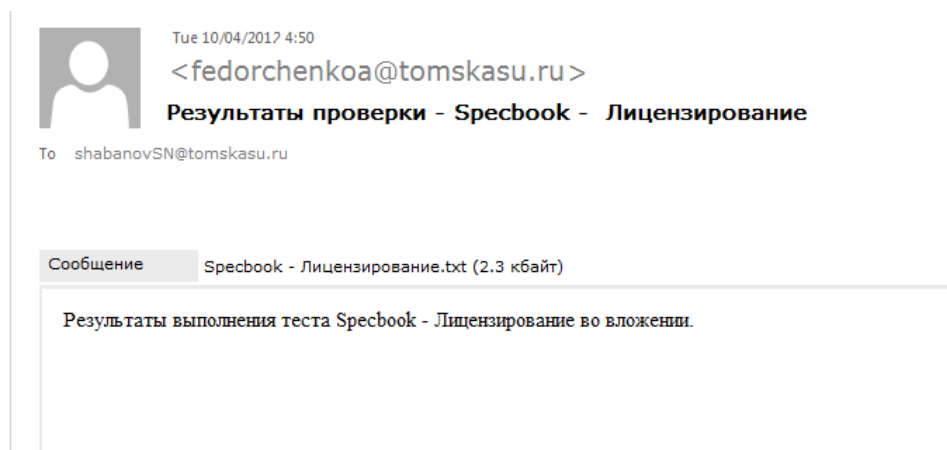 Tue 10/04/2012 4:50
<fedorchenkoa@tomskasu.ru>
Результаты проверки - Specbook - Лицензирование
To shabanovSN@tomskasu.ru
Сообщение Specbook - Лицензирование.txt (2.3 кбайт)
Результаты выполнения теста Specbook - Лицензирование во вложении.